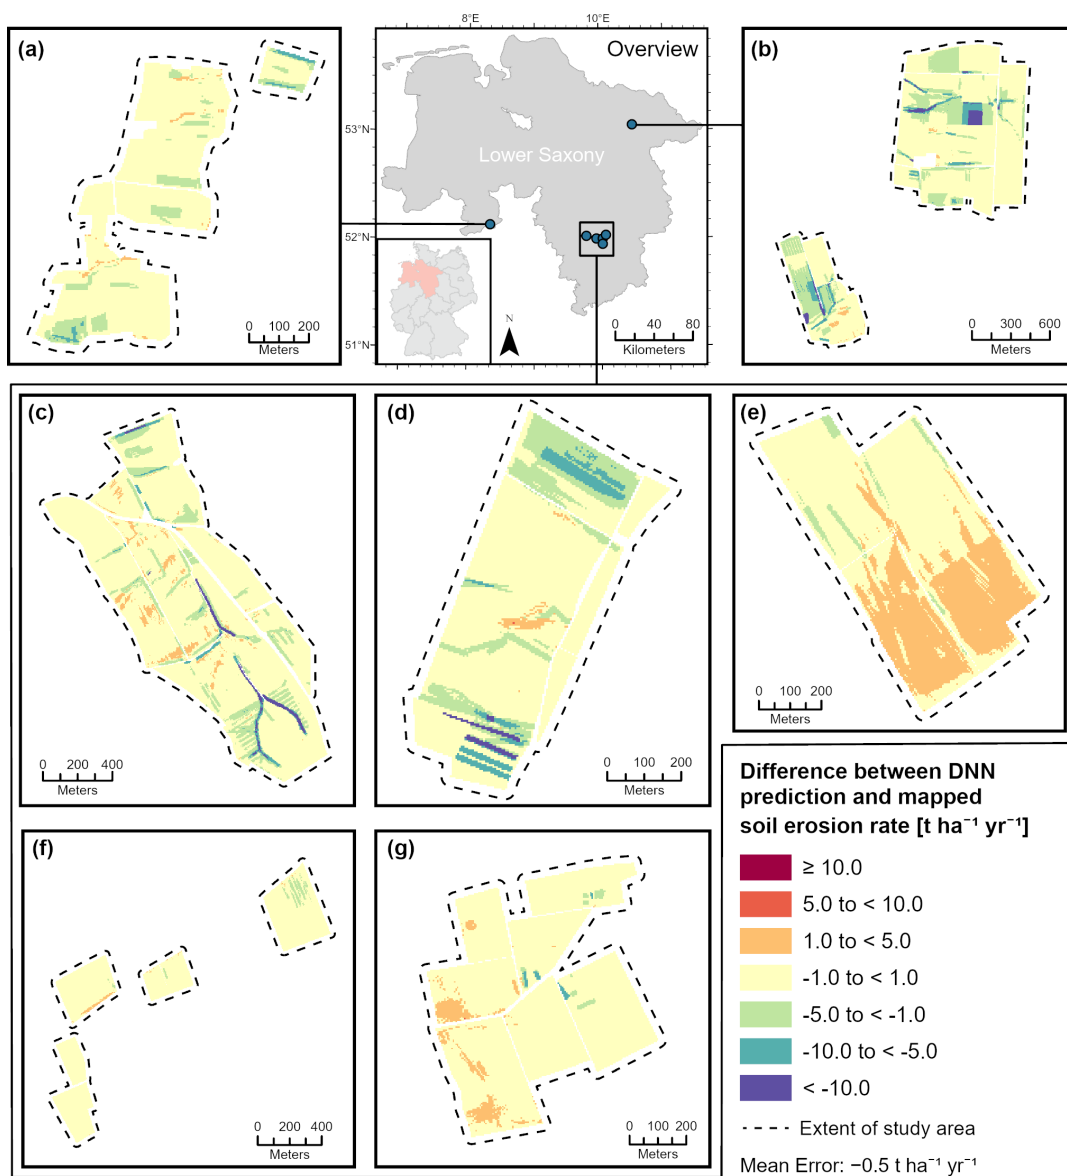 (a)
0 100 200
Meters
8°E 10°E
Overview
53°N
52°N
51°N
Lower Saxony
N
0 40 80
Kilometers
(b)
0 300 600
Meters
(c)
0 200 400
Meters
(d)
0 100 200
Meters
(e)
0 100 200
Meters
(f)
0 200 400
Meters
(g)
0 100 200
Meters
Difference between DNN
prediction and mapped
soil erosion rate [t ha⁻¹ yr⁻¹]
≥ 10.0
5.0 to < 10.0
1.0 to < 5.0
-1.0 to < 1.0
-5.0 to < -1.0
-10.0 to < -5.0
< -10.0
Extent of study area
Mean Error: −0.5 t ha⁻¹ yr⁻¹